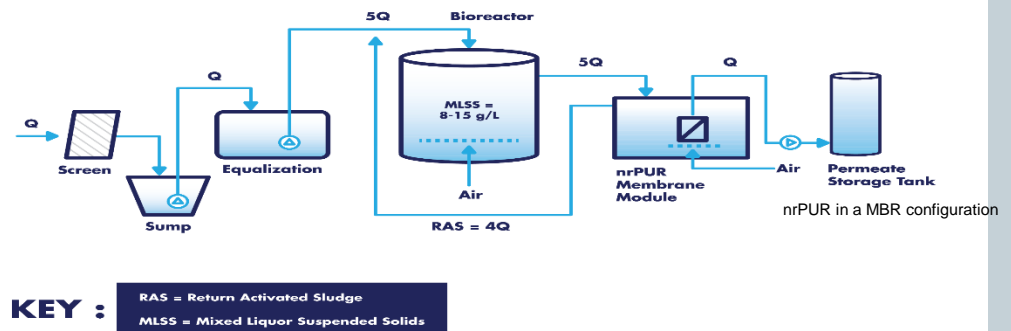 5Q
Bioreactor
Q
5Q
Q
MLSS =
8-15 g/L
Q
Screen
Equalization
Air
Air
nrPUR
Membrane
Module
Permeate
Storage Tank
Sump
RAS = 4Q
nrPUR in a MBR configuration
KEY :
RAS = Return Activated Sludge
MLSS = Mixed Liquor Suspended Solids